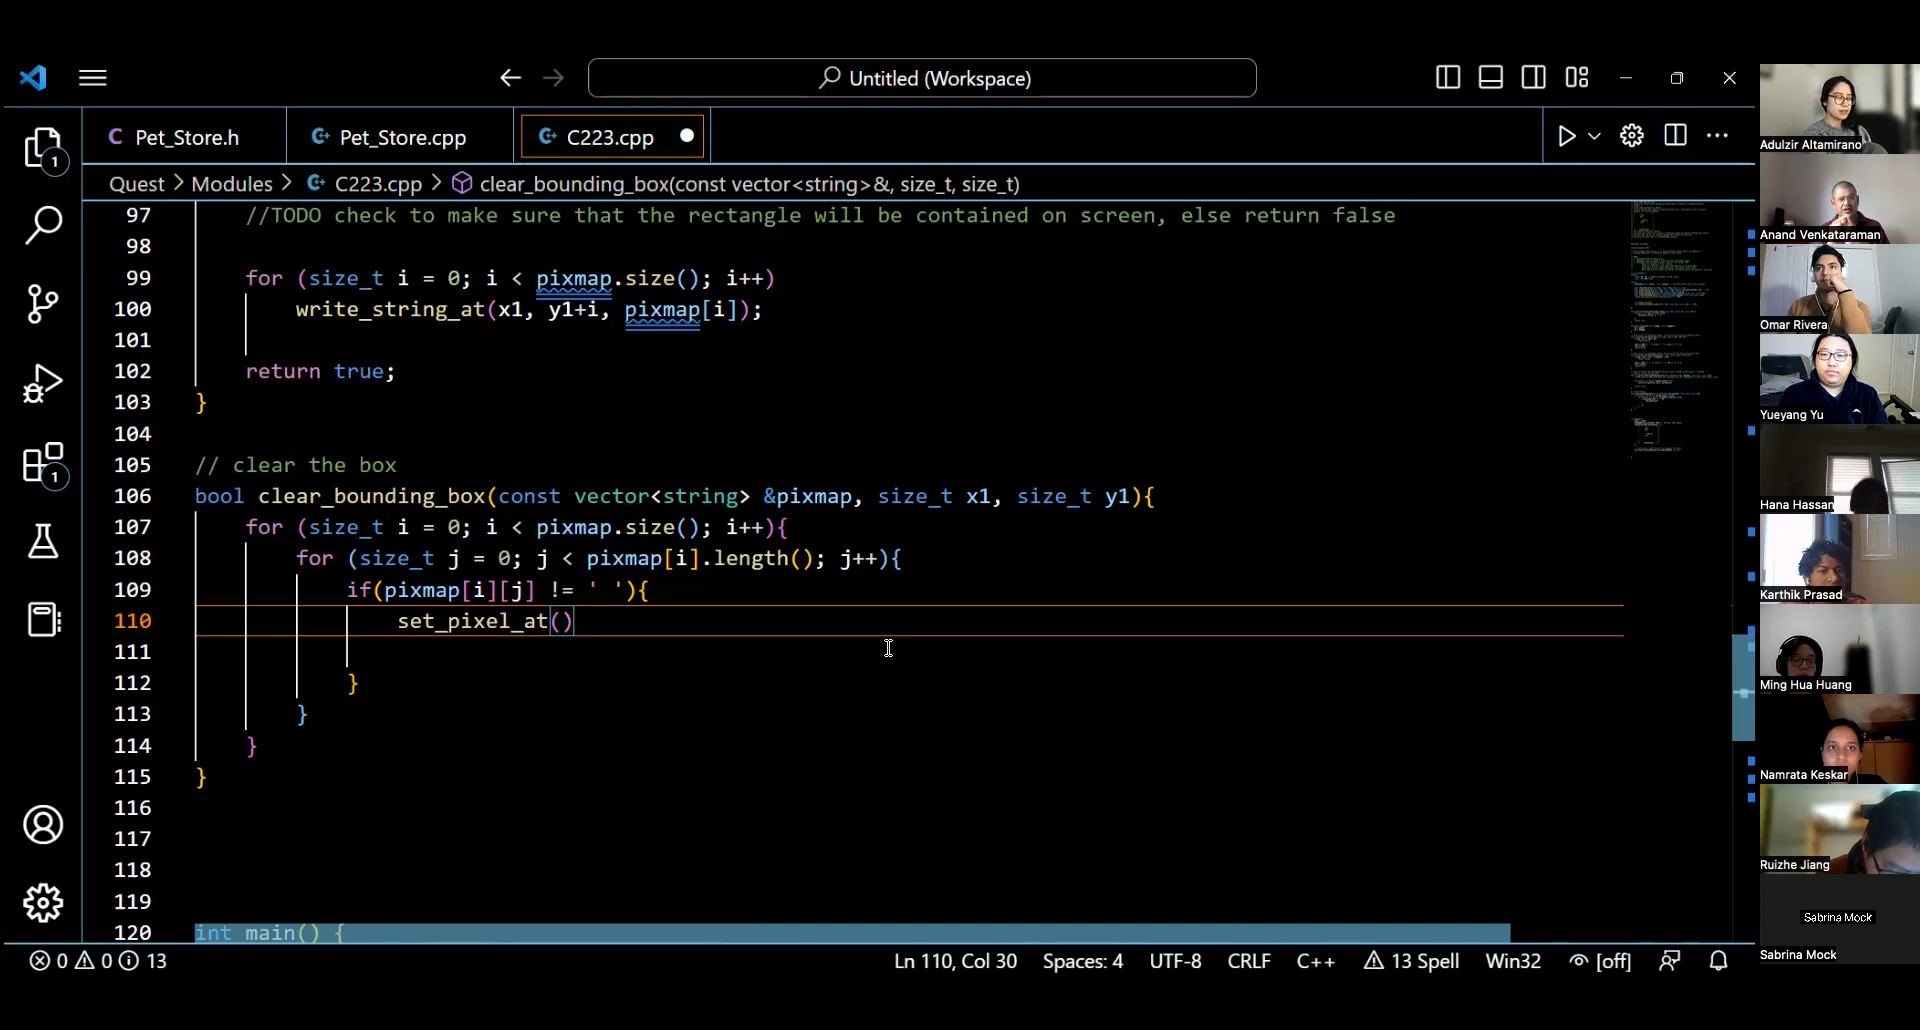 Untitled (Workspace)
Pet_Store.h
Pet_Store.cpp
C223.cpp
Quest > Modules > C223.cpp > clear_bounding_box(const vector<string>&, size_t, size_t)
97 //TODO check to make sure that the rectangle will be contained on screen, else return false
98
99 for (size_t i = 0; i < pixmap.size(); i++)
100 write_string_at(x1, y1+i, pixmap[i]);
101
102 return true;
103 }
104
105 // clear the box
106 bool clear_bounding_box(const vector<string> &pixmap, size_t x1, size_t y1){
107 for (size_t i = 0; i < pixmap.size(); i++){
108 for (size_t j = 0; j < pixmap[i].length(); j++){
109 if(pixmap[i][j] != ' '){
110 set_pixel_at()
111
112 }
113 }
114 }
115 }
116
117
118
119
120 int main() {
1
1
0 0 13
Ln 110, Col 30
Spaces: 4
UTF-8
CRLF
C++
13 Spell
Win32
[off]
Adulzir Altamirano
Anand Venkataraman
Omar Rivera
Yueyang Yu
Hana Hassan
Karthik Prasad
Ming Hua Huang
Namrata Keskar
Ruizhe Jiang
Sabrina Mock
Sabrina Mock